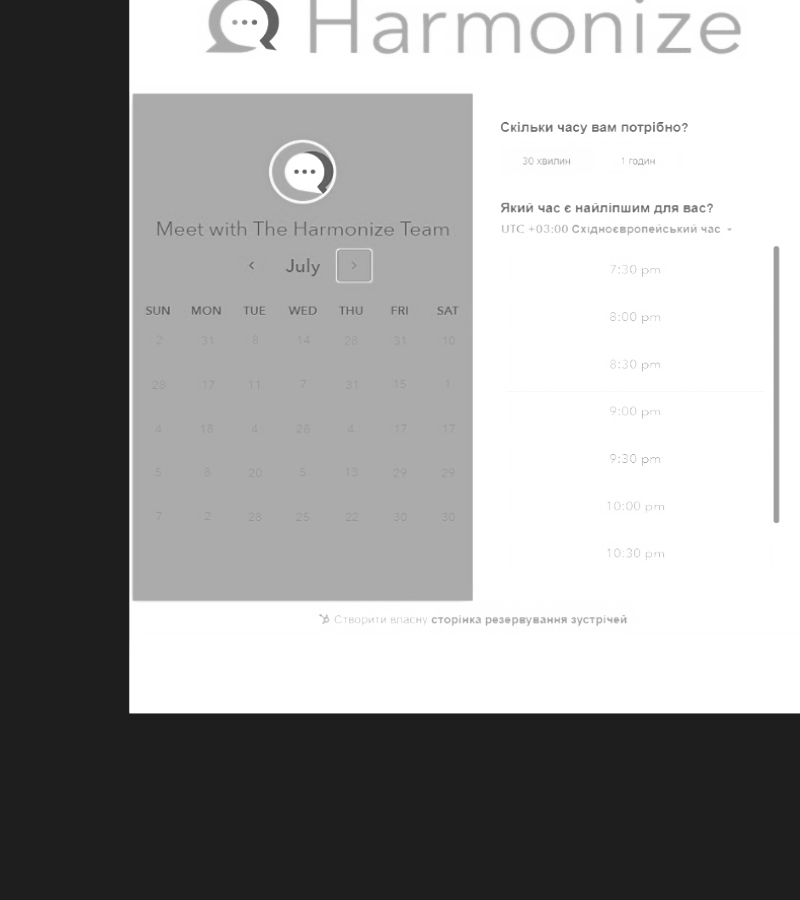 Harmonize
Meet with The Harmonize Team
July
SUN MON TUE WED THU FRI SAT
2 31 8 14 28 31 10
26 17 11 7 31 15 1
4 18 4 28 4 17 17
5 8 20 5 13 29 29
7 2 28 25 22 30 30
Скільки часу вам потрібно?
30 хвилин 1 годин
Який час є найліпшим для вас?
UTC +03:00 Східноєвропейський час
7:30 pm
8:00 pm
8:30 pm
9:00 pm
9:30 pm
10:00 pm
10:30 pm
Створити власну сторінка резервування зустрічей